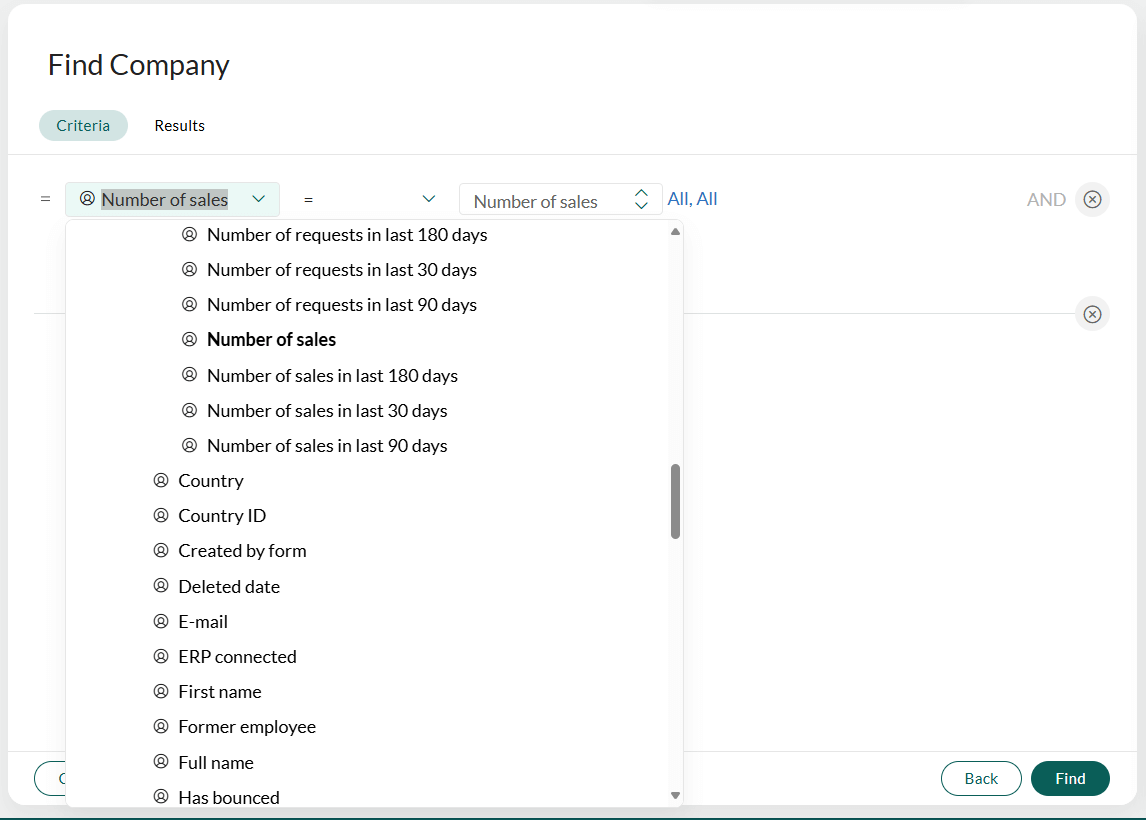 Find Company
Criteria Results
= Number of sales = Number of sales All, All AND
Number of requests in last 180 days
Number of requests in last 30 days
Number of requests in last 90 days
Number of sales
Number of sales in last 180 days
Number of sales in last 30 days
Number of sales in last 90 days
Country
Country ID
Created by form
Deleted date
E-mail
ERP connected
First name
Former employee
Full name
Has bounced
Back Find